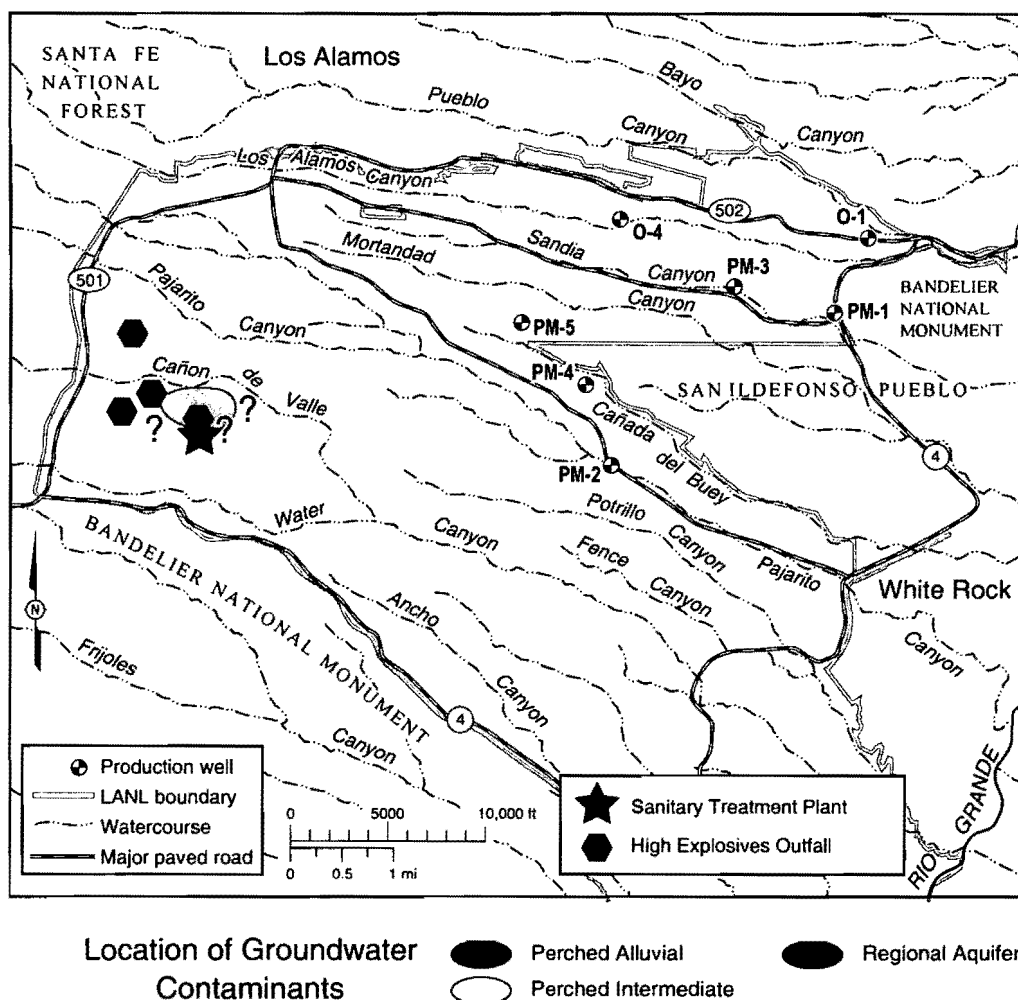 SANTA FE
NATIONAL
FOREST
Los Alamos
Bayo
Pueblo
Canyon
Canyon
Los Alamos
Canyon
502
O-1
O-4
Mortandad
Sandia
Canyon
PM-3
501
Pajarito
Canyon
BANDELIER
NATIONAL
MONUMENT
PM-1
Canyon
PM-5
Cañon de Valle
PM-4
SAN ILDEFONSO PUEBLO
?
?
?
Cañada del Buey
4
PM-2
Water
Canyon
Potrillo
Canyon
Fence
Canyon
Pajarito
White Rock
Canyon
BANDELIER NATIONAL MONUMENT
N
Ancho
Canyon
Frijoles
Canyon
4
RIO GRANDE
Production well
LANL boundary
Watercourse
Major paved road
0 5000 10,000 ft
0 0.5 1 mi
Sanitary Treatment Plant
High Explosives Outfall
Location of Groundwater
Contaminants
Perched Alluvial
Regional Aquifer
Perched Intermediate